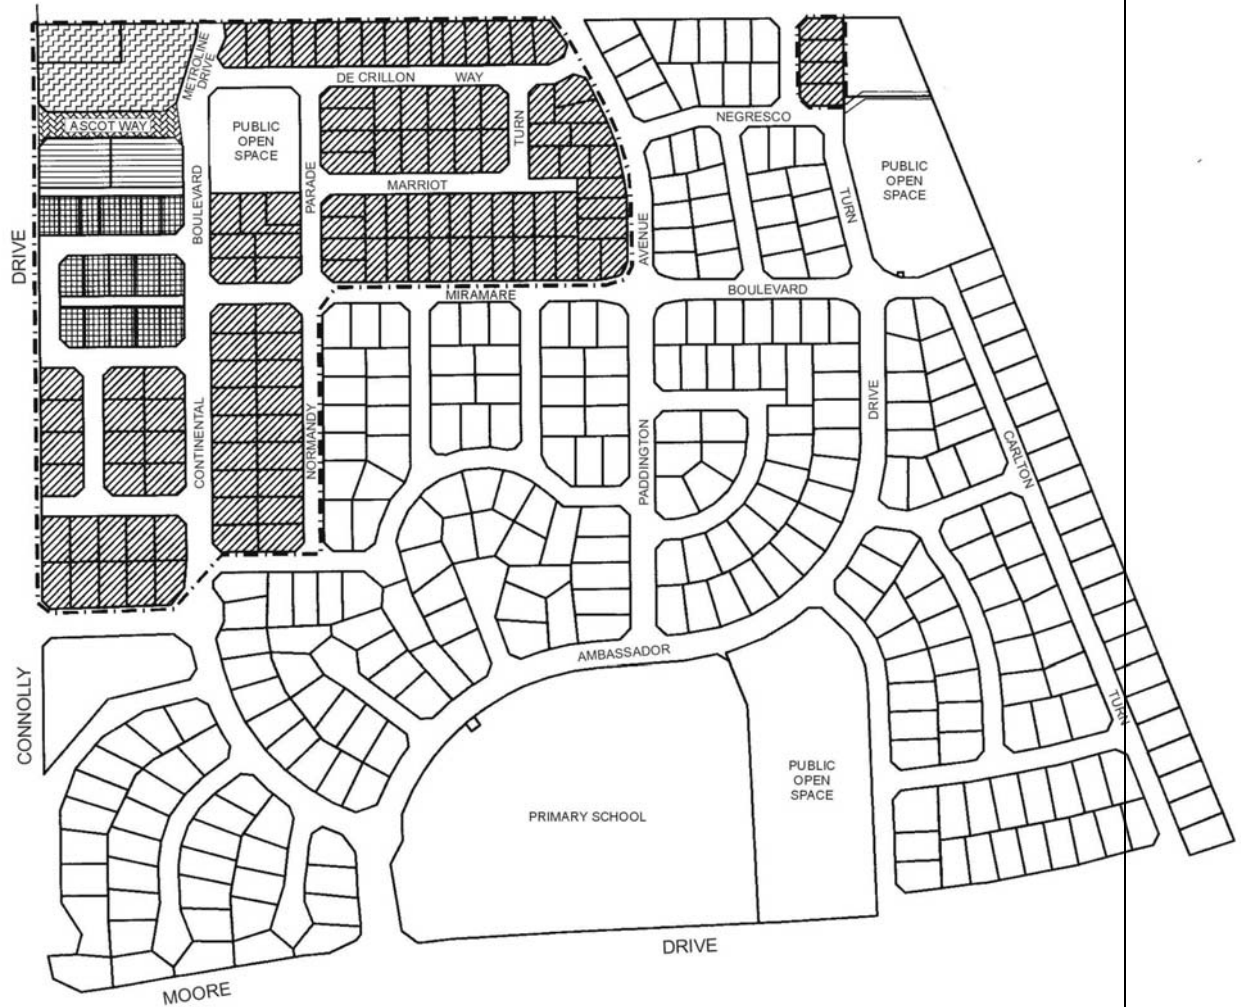 METROLINE
DRIVE
DE CRILLON WAY
ASCOT WAY
PUBLIC
OPEN
SPACE
TURN
NEGRESCO
PARADE
MARRIOT
BOULEVARD
PUBLIC
OPEN
SPACE
TURN
AVENUE
DRIVE
MIRAMARE
BOULEVARD
CONTINENTAL
NORMANDY
PADDINGTON
DRIVE
CARLTON
AMBASSADOR
CONNOLLY
TURN
PUBLIC
OPEN
SPACE
PRIMARY SCHOOL
DRIVE
MOORE